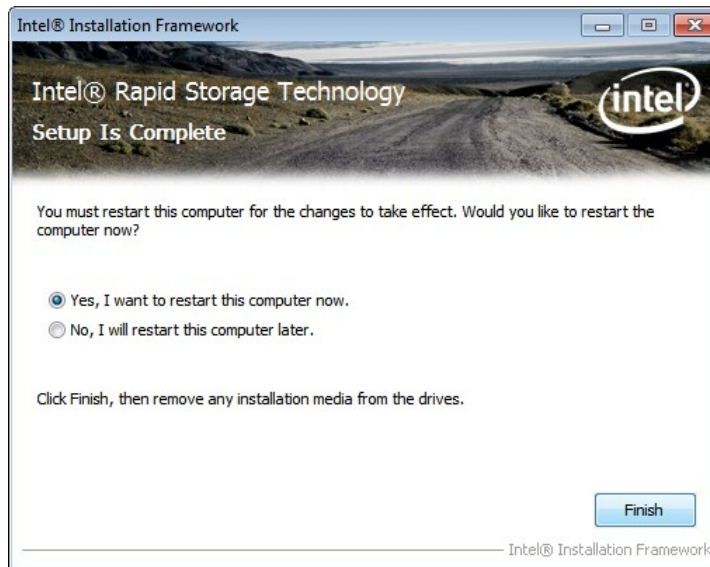 Intel® Installation Framework
Intel® Rapid Storage Technology
intel
Setup Is Complete
You must restart this computer for the changes to take effect. Would you like to restart the
computer now?
Yes, I want to restart this computer now.
No, I will restart this computer later.
Click Finish, then remove any installation media from the drives.
Finish
Intel® Installation Framework